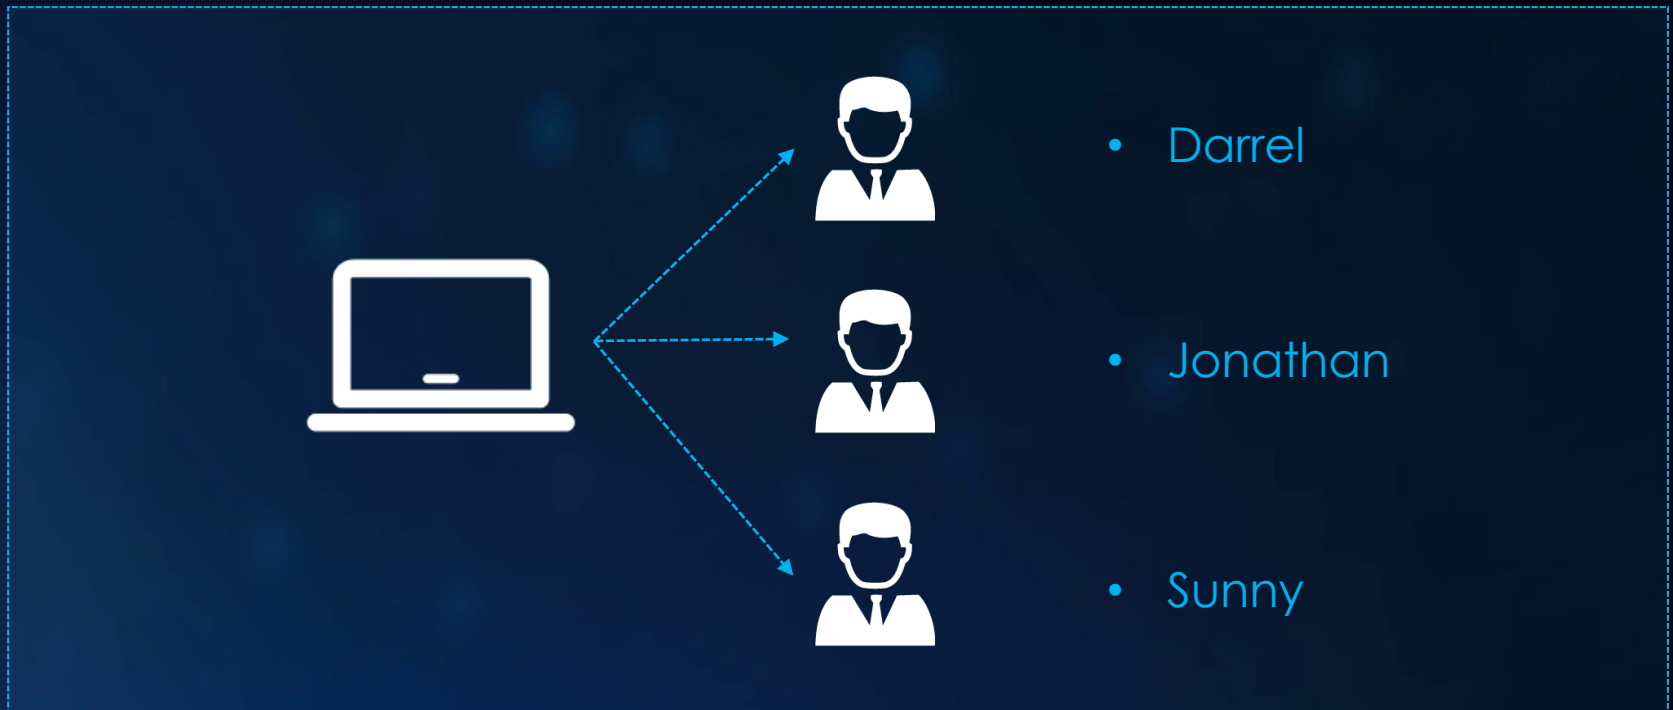 • Darrel
• Jonathan
• Sunny